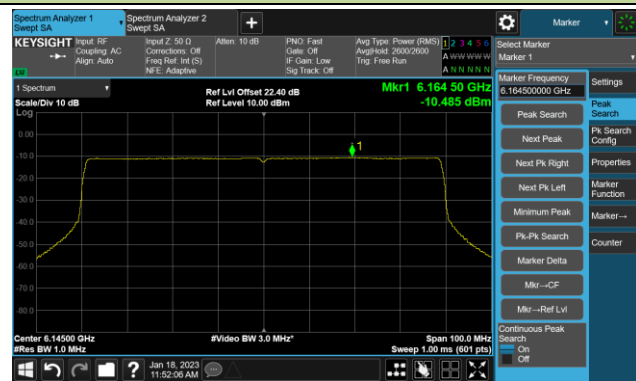 Spectrum Analyzer 1
Swept SA
Spectrum Analyzer 2
Swept SA
+
Marker
KEYSIGHT
Input: RF
Coupling: AC
Align: Auto
Input Z: 50 Ω
Corrections: Off
Freq Ref: Int (S)
NFE: Adaptive
Atten: 10 dB
PNO: Fast
Gate: Off
IF Gain: Low
Sig Track: Off
Avg Type: Power (RMS)
Avg|Hold: 2600/2600
Trig: Free Run
1 2 3 4 5 6
A W W W W W
A N N N N N
LVI
Select Marker
Marker 1
1 Spectrum
Scale/Div 10 dB
Log
Ref Lvl Offset 22.40 dB
Ref Level 10.00 dBm
Mkr1 6.164 50 GHz
-10.485 dBm
0.00
-10.0
-20.0
-30.0
-40.0
-50.0
-60.0
-70.0
-80.0
1
Center 6.14500 GHz
#Res BW 1.0 MHz
#Video BW 3.0 MHz*
Span 100.0 MHz
Sweep 1.00 ms (601 pts)
Marker Frequency
6.164500000 GHz
Peak Search
Next Peak
Next Pk Right
Next Pk Left
Minimum Peak
Pk-Pk Search
Marker Delta
Mkr→CF
Mkr→Ref Lvl
Continuous Peak
Search
On
Off
Settings
Peak
Search
Pk Search
Config
Properties
Marker
Function
Marker→
Counter
?
Jan 18, 2023
11:52:06 AM